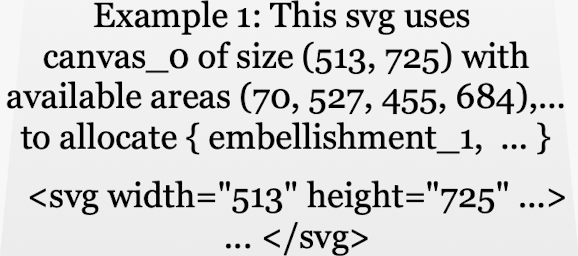 Example 1: This svg uses
canvas_0 of size (513, 725) with
available areas (70, 527, 455, 684),...
to allocate { embellishment_1,  ... }
<svg width="513" height="725" ...>
... </svg>